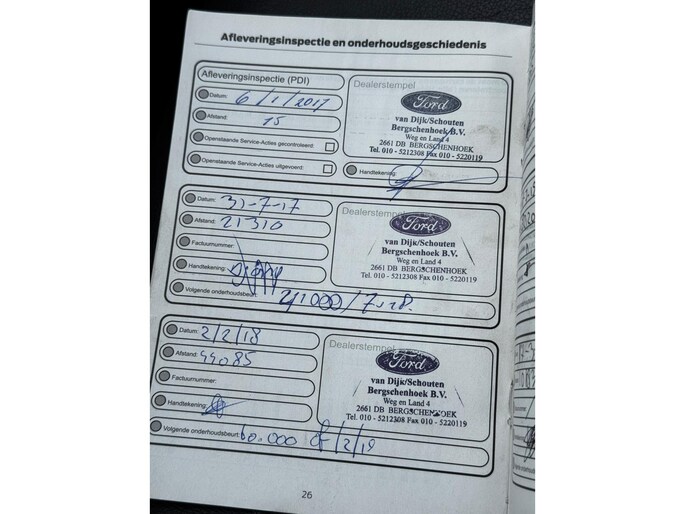 Afleveringsinspectie en onderhoudsgeschiedenis
Afleveringsinspectie (PDI)
Datum: 6/1/2017
Afstand: 15
Openstaande Service-Acties gecontroleerd:
Openstaande Service-Acties uitgevoerd:
Dealerstempel
Ford
van Dijk/Schouten
Bergschenhoek B.V.
Weg en Land 4
2661 DB BERGSCHENHOEK
Tel. 010 - 5212308 Fax 010 - 5220119
Handtekening:
Datum: 31-7-17
Afstand: 21310
Factuurnummer:
Handtekening:
Volgende onderhoudsbeurt:
Dealerstempel
Ford
van Dijk/Schouten
Bergschenhoek B.V.
Weg en Land 4
2661 DB BERGSCHENHOEK
Tel. 010 - 5212308 Fax 010 - 5220119
Datum: 2/2/18
Afstand: 44085
Factuurnummer:
Handtekening:
Volgende onderhoudsbeurt: 60.000 of /2/19
Dealerstempel
Ford
van Dijk/Schouten
Bergschenhoek B.V.
Weg en Land 4
2661 DB BERGSCHENHOEK
Tel. 010 - 5212308 Fax 010 - 5220119
26